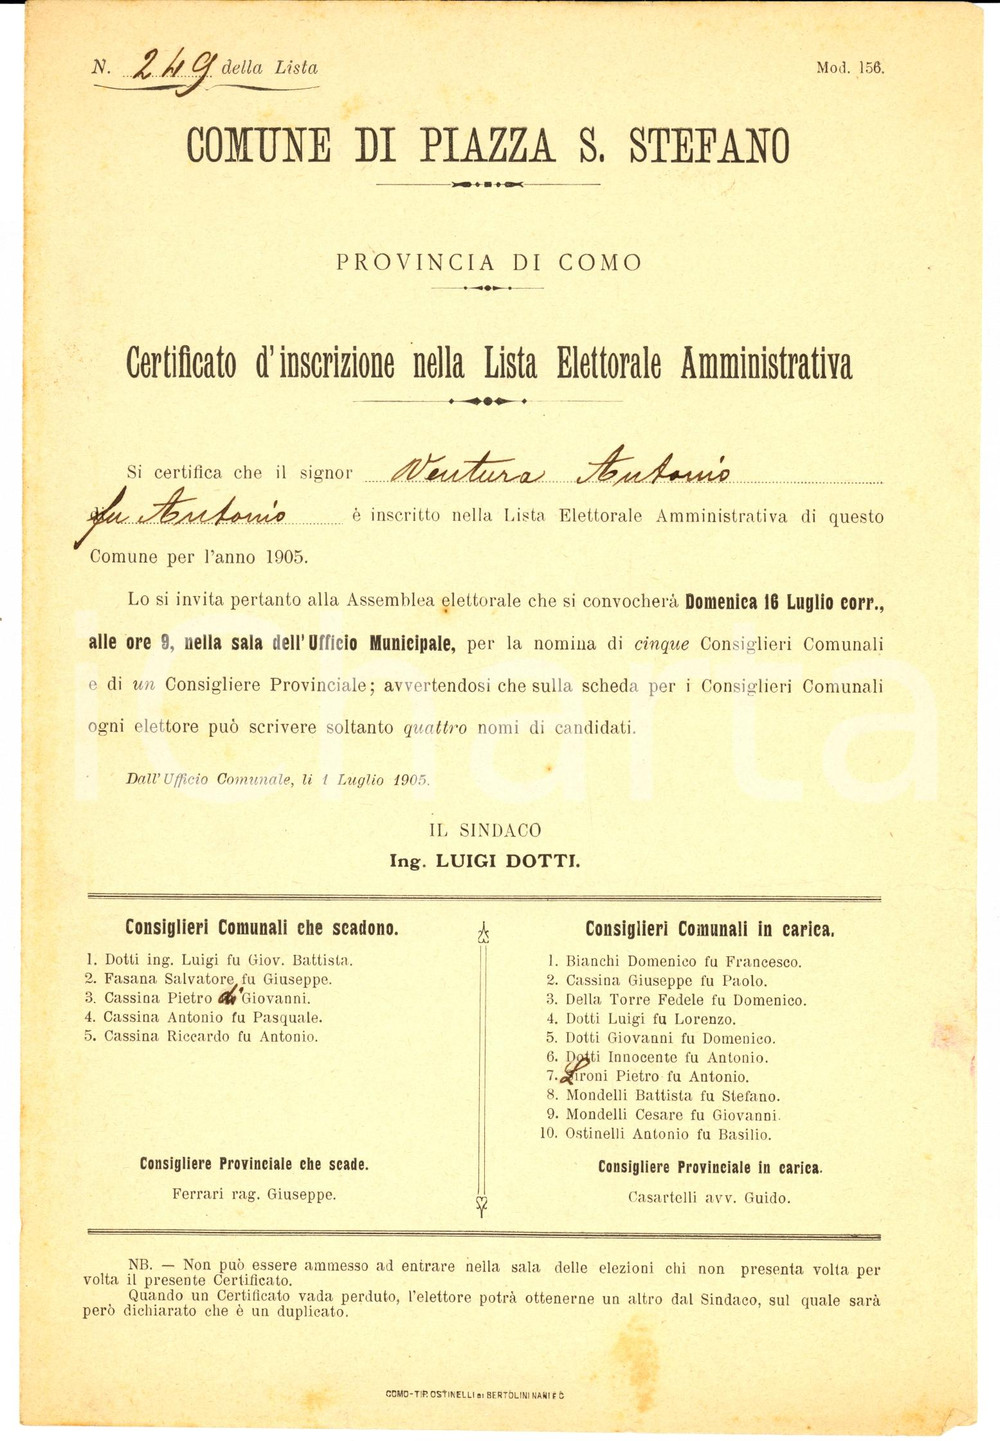 N. 249 della Lista
Mod. 156.
COMUNE DI PIAZZA S. STEFANO
PROVINCIA DI COMO
Certificato d'inscrizione nella Lista Elettorale Amministrativa
Si certifica che il signor Ventura Antonio
fu Antonio è inscritto nella Lista Elettorale Amministrativa di questo
Comune per l'anno 1905.
Lo si invita pertanto alla Assemblea elettorale che si convocherà Domenica 16 Luglio corr.,
alle ore 9, nella sala dell'Ufficio Municipale, per la nomina di cinque Consiglieri Comunali
e di un Consigliere Provinciale; avvertendosi che sulla scheda per i Consiglieri Comunali
ogni elettore può scrivere soltanto quattro nomi di candidati.
Dall'Ufficio Comunale, li 1 Luglio 1905.
IL SINDACO
Ing. LUIGI DOTTI.
Consiglieri Comunali che scadono.
1. Dotti ing. Luigi fu Giov. Battista.
2. Fasana Salvatore fu Giuseppe.
3. Cassina Pietro di Giovanni.
4. Cassina Antonio fu Pasquale.
5. Cassina Riccardo fu Antonio.
Consigliere Provinciale che scade.
Ferrari rag. Giuseppe.
Consiglieri Comunali in carica.
1. Bianchi Domenico fu Francesco.
2. Cassina Giuseppe fu Paolo.
3. Della Torre Fedele fu Domenico.
4. Dotti Luigi fu Lorenzo.
5. Dotti Giovanni fu Domenico.
6. Dotti Innocente fu Antonio.
7. Lironi Pietro fu Antonio.
8. Mondelli Battista fu Stefano.
9. Mondelli Cesare fu Giovanni.
10. Ostinelli Antonio fu Basilio.
Consigliere Provinciale in carica.
Casartelli avv. Guido.
NB. — Non può essere ammesso ad entrare nella sala delle elezioni chi non presenta volta per
volta il presente Certificato.
Quando un Certificato vada perduto, l'elettore potrà ottenerne un altro dal Sindaco, sul quale sarà
però dichiarato che è un duplicato.
COMO-TIP. OSTINELLI DI BERTOLINI NANI E C